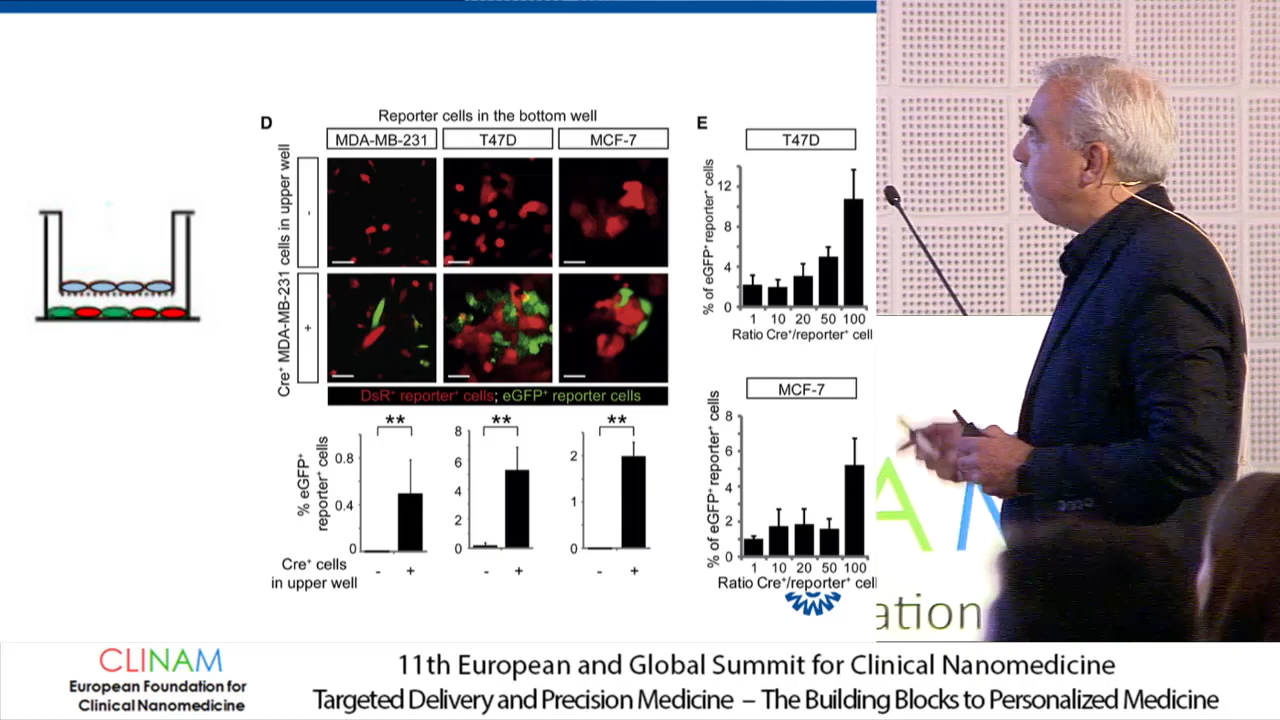 D
Reporter cells in the bottom well
MDA-MB-231
T47D
MCF-7
Cre⁺ MDA-MB-231 cells in upper well
-
+
DsR⁺ reporter⁺ cells; eGFP⁺ reporter cells
**
**
**
% eGFP⁺
reporter⁺ cells
0.8
0.4
0
8
6
4
2
0
2
1
0
Cre⁺ cells
in upper well
- +
- +
- +
E
T47D
% of eGFP⁺ reporter⁺ cells
12
8
4
0
1 10 20 50 100
Ratio Cre⁺/reporter⁺ cell
MCF-7
% of eGFP⁺ reporter⁺ cells
8
6
4
2
0
1 10 20 50 100
Ratio Cre⁺/reporter⁺ cell
A
ation
CLINAM
European Foundation for
Clinical Nanomedicine
11th European and Global Summit for Clinical Nanomedicine
Targeted Delivery and Precision Medicine – The Building Blocks to Personalized Medicine